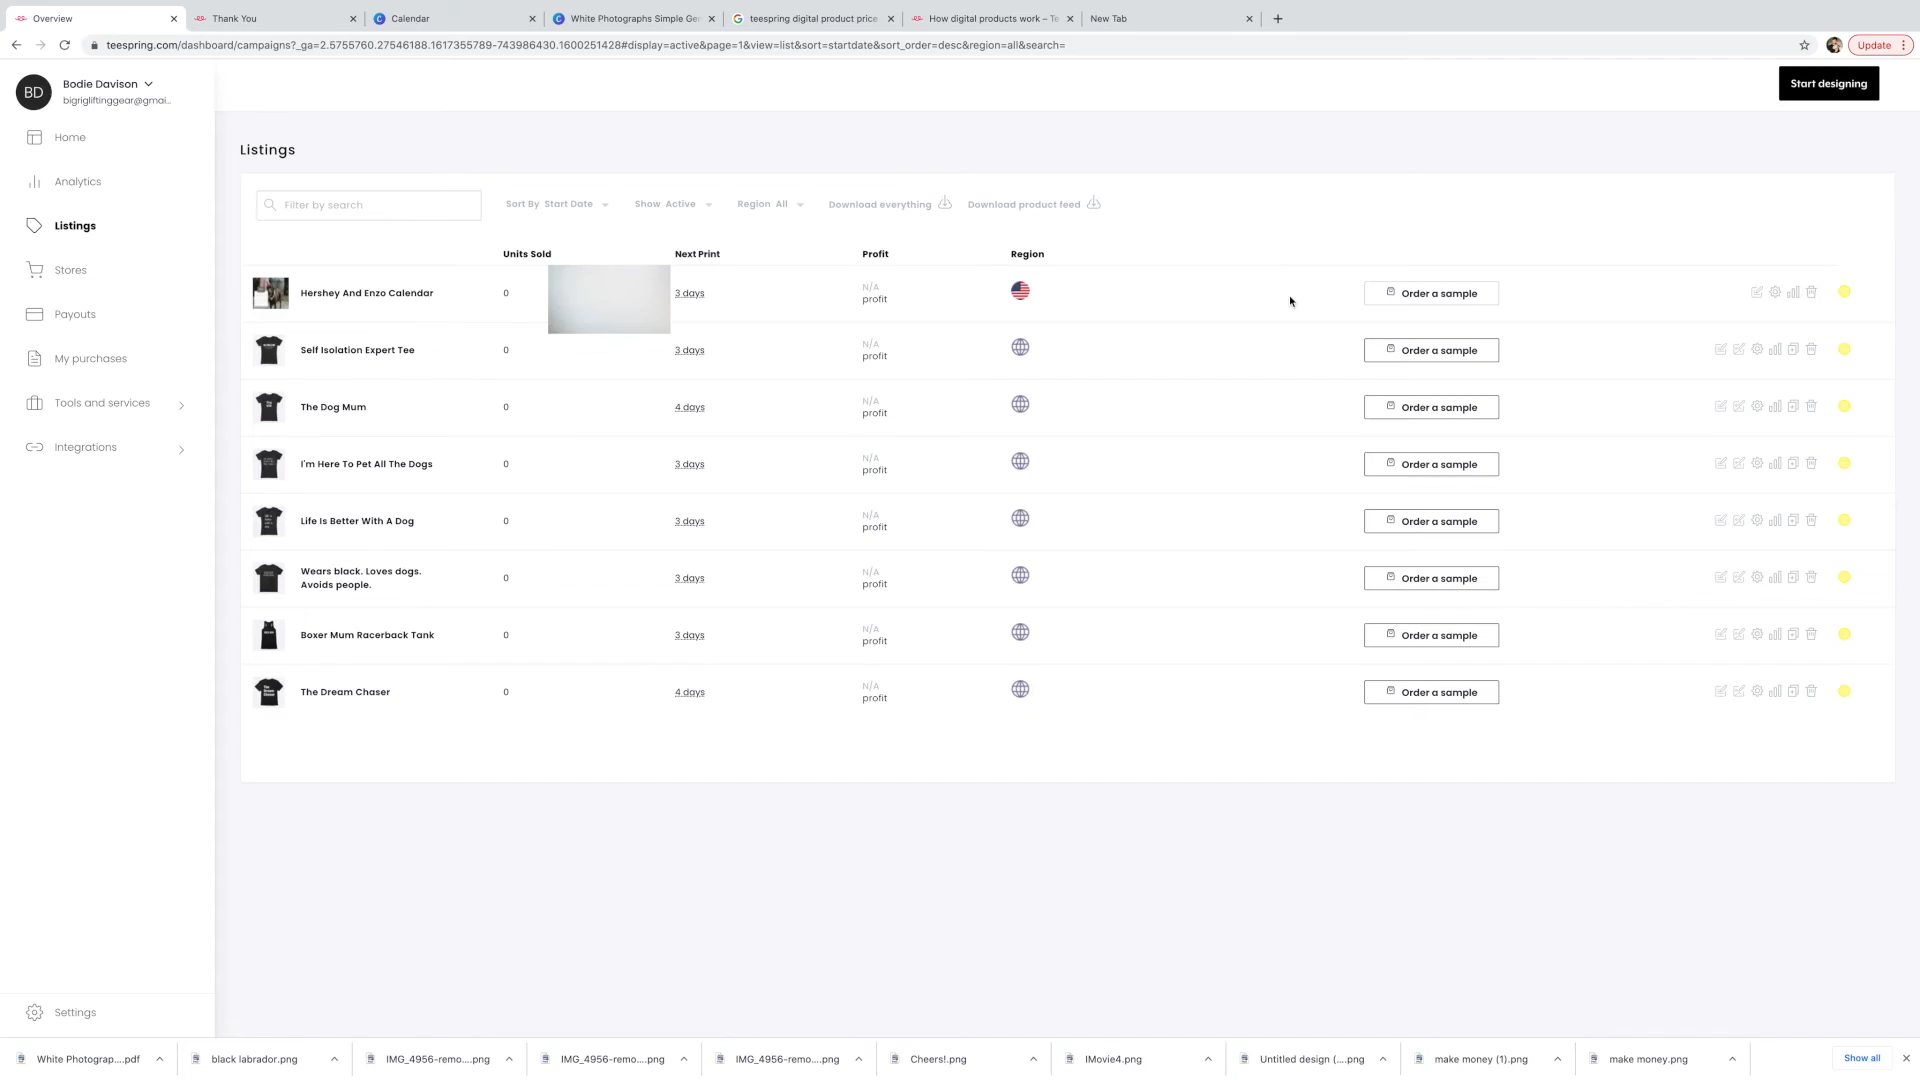 Overview
Thank You
Calendar
White Photographs Simple Ge
teespring digital product price
How digital products work – Te
New Tab
teespring.com/dashboard/campaigns?_ga=2.5755760.27546188.1617355789-743986430.1600251428#display=active&page=1&view=list&sort=startdate&sort_order=desc&region=all&search=
Update
BD
Bodie Davison
bigrigliftinggear@gmai...
Start designing
Home
Analytics
Listings
Stores
Payouts
My purchases
Tools and services
Integrations
Settings
Listings
Filter by search
Sort By Start Date
Show Active
Region All
Download everything
Download product feed
Units Sold Next Print Profit Region
Hershey And Enzo Calendar 0 3 days N/A profit Order a sample
Self Isolation Expert Tee 0 3 days N/A profit Order a sample
The Dog Mum 0 4 days N/A profit Order a sample
I'm Here To Pet All The Dogs 0 3 days N/A profit Order a sample
Life Is Better With A Dog 0 3 days N/A profit Order a sample
Wears black. Loves dogs.
Avoids people. 0 3 days N/A profit Order a sample
Boxer Mum Racerback Tank 0 3 days N/A profit Order a sample
The Dream Chaser 0 4 days N/A profit Order a sample
White Photograp....pdf
black labrador.png
IMG_4956-remo....png
IMG_4956-remo....png
IMG_4956-remo....png
Cheers!.png
IMovie4.png
Untitled design (....png
make money (1).png
make money.png
Show all